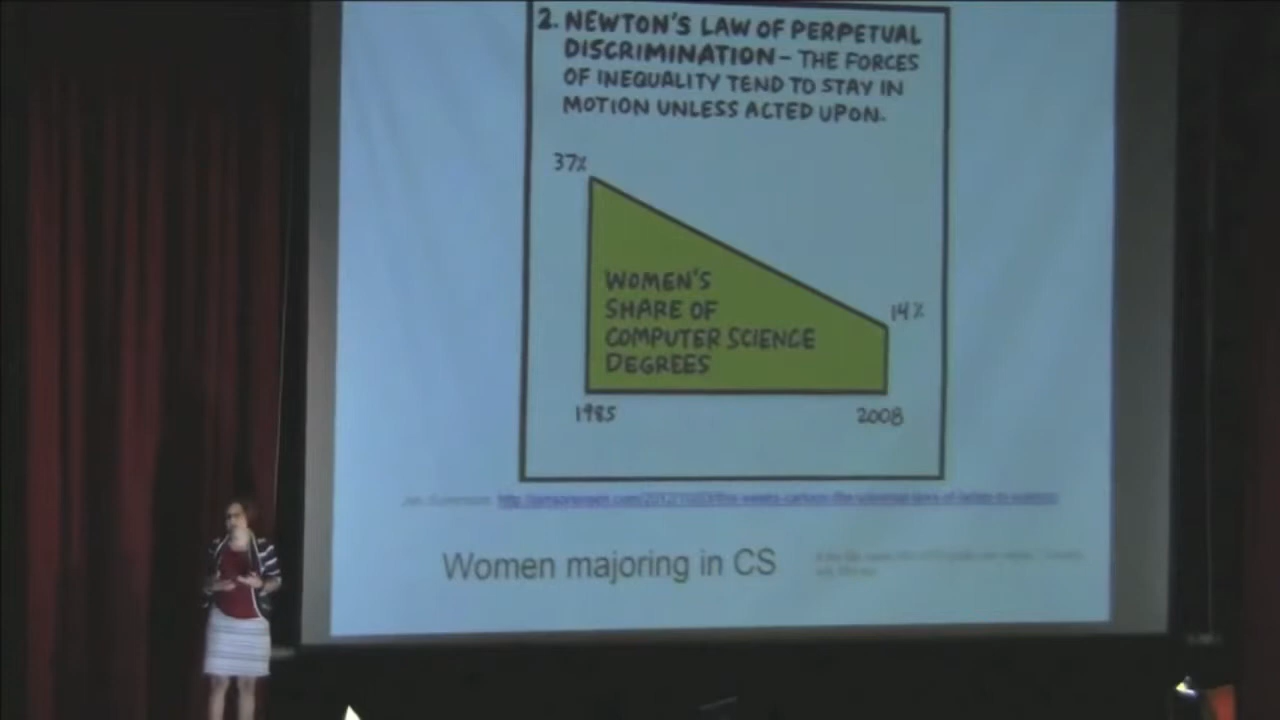 2. NEWTON'S LAW OF PERPETUAL
DISCRIMINATION – THE FORCES
OF INEQUALITY TEND TO STAY IN
MOTION UNLESS ACTED UPON.
37%
14%
WOMEN'S
SHARE OF
COMPUTER SCIENCE
DEGREES
1985
2008
Women majoring in CS